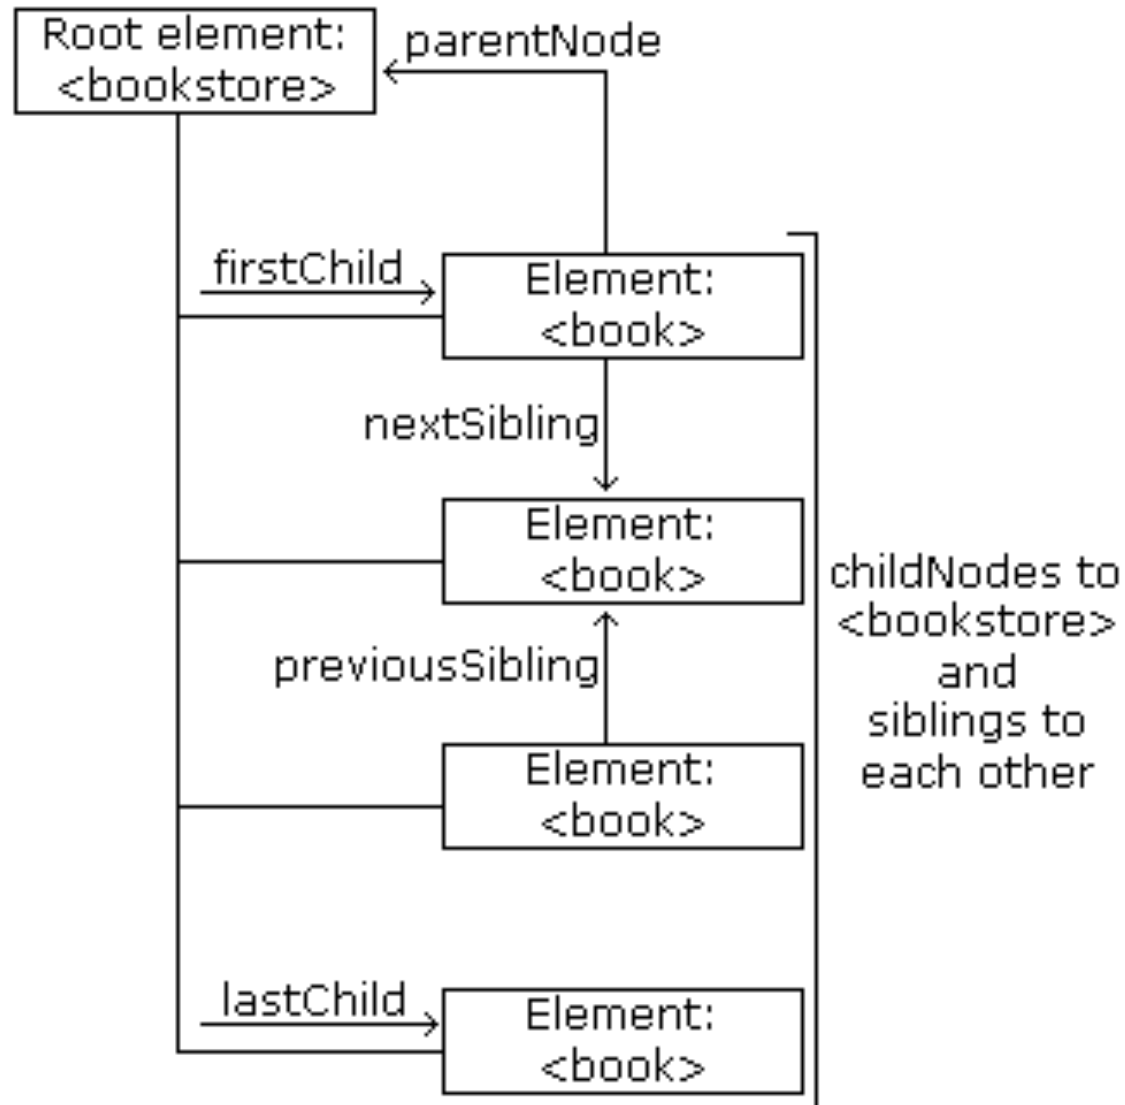 Root element:
<bookstore>
parentNode
firstChild
Element:
<book>
nextSibling
Element:
<book>
previousSibling
Element:
<book>
lastChild
Element:
<book>
childNodes to
<bookstore>
and
siblings to
each other